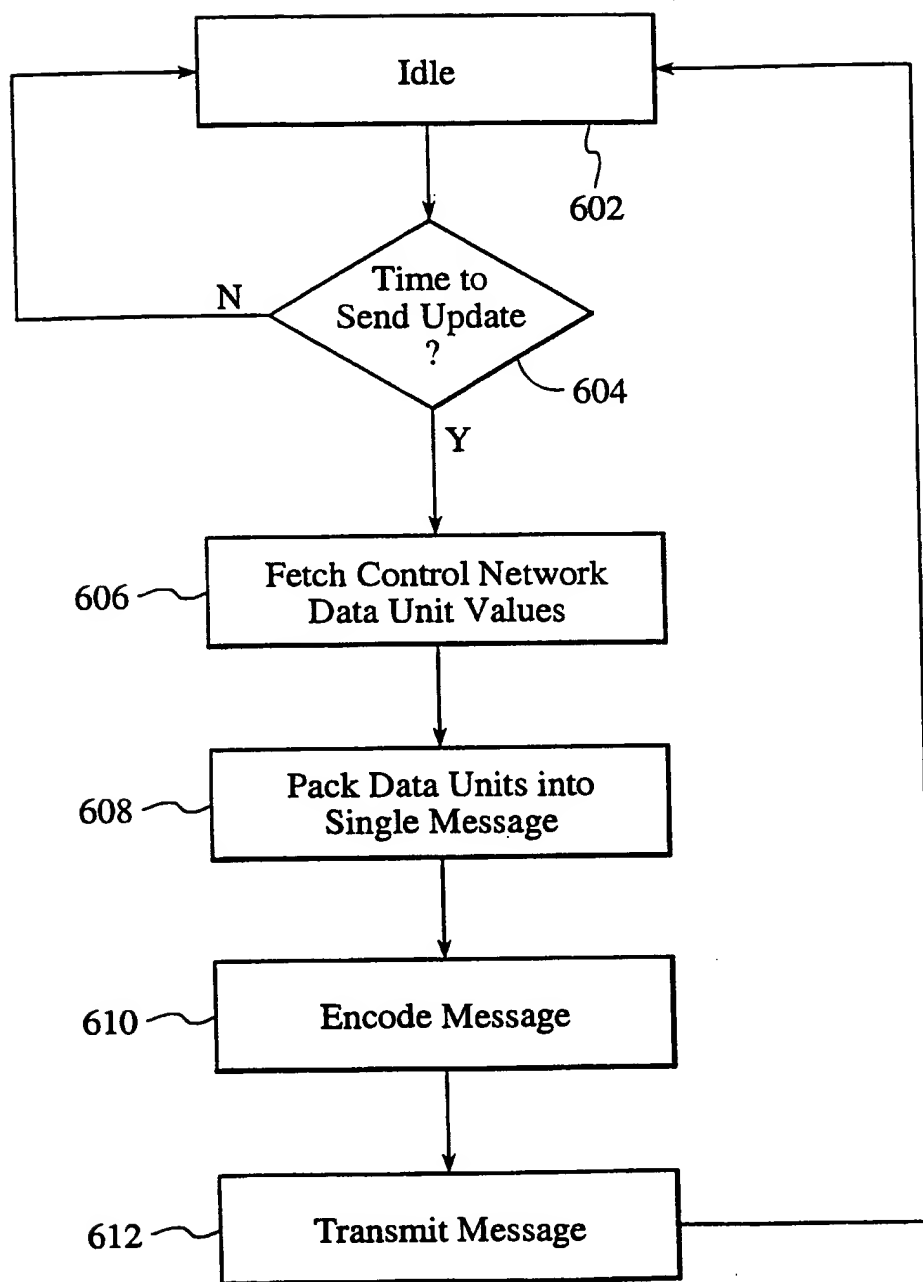 Idle
602
Time to
Send Update
?
N
604
Y
606
Fetch Control Network
Data Unit Values
608
Pack Data Units into
Single Message
610
Encode Message
612
Transmit Message